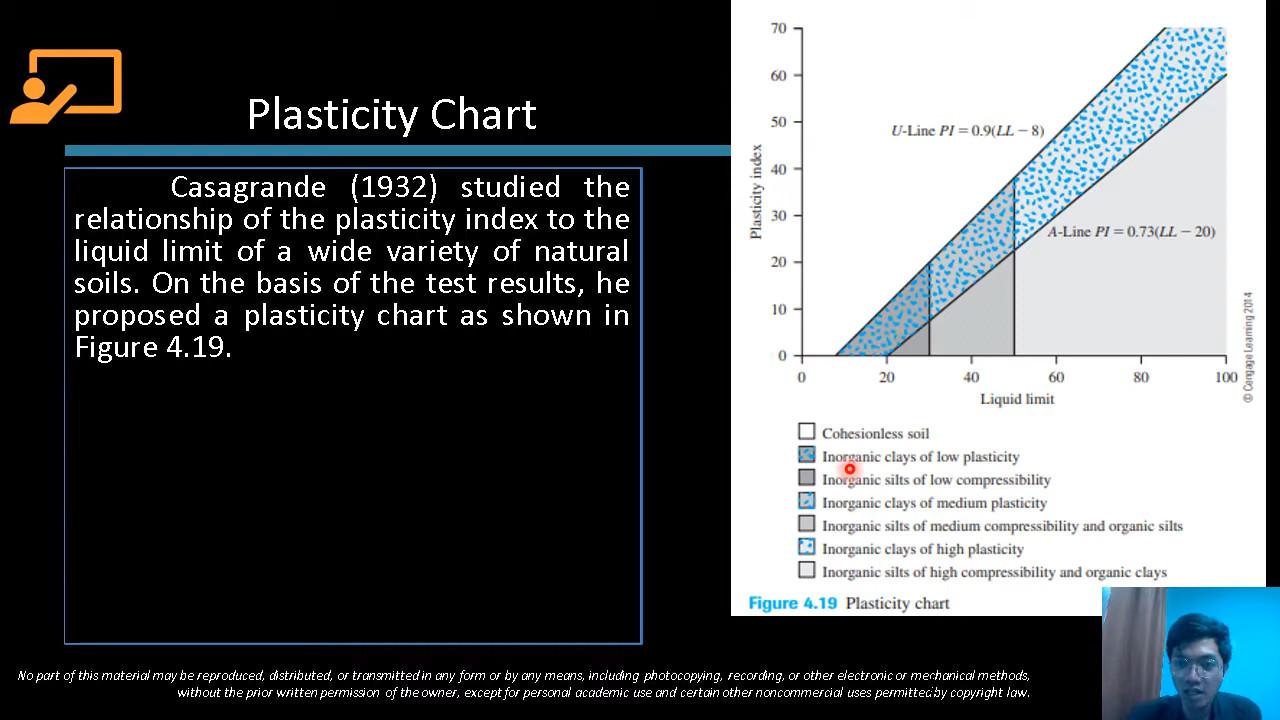 Plasticity Chart
Casagrande (1932) studied the
relationship of the plasticity index to the
liquid limit of a wide variety of natural
soils. On the basis of the test results, he
proposed a plasticity chart as shown in
Figure 4.19.
70
60
50
40
30
20
10
0
Plasticity index
U-Line PI = 0.9(LL − 8)
A-Line PI = 0.73(LL − 20)
0 20 40 60 80 100
Liquid limit
© Cengage Learning 2014
Cohesionless soil
Inorganic clays of low plasticity
Inorganic silts of low compressibility
Inorganic clays of medium plasticity
Inorganic silts of medium compressibility and organic silts
Inorganic clays of high plasticity
Inorganic silts of high compressibility and organic clays
Figure 4.19 Plasticity chart
No part of this material may be reproduced, distributed, or transmitted in any form or by any means, including photocopying, recording, or other electronic or mechanical methods,
without the prior written permission of the owner, except for personal academic use and certain other noncommercial uses permitted by copyright law.